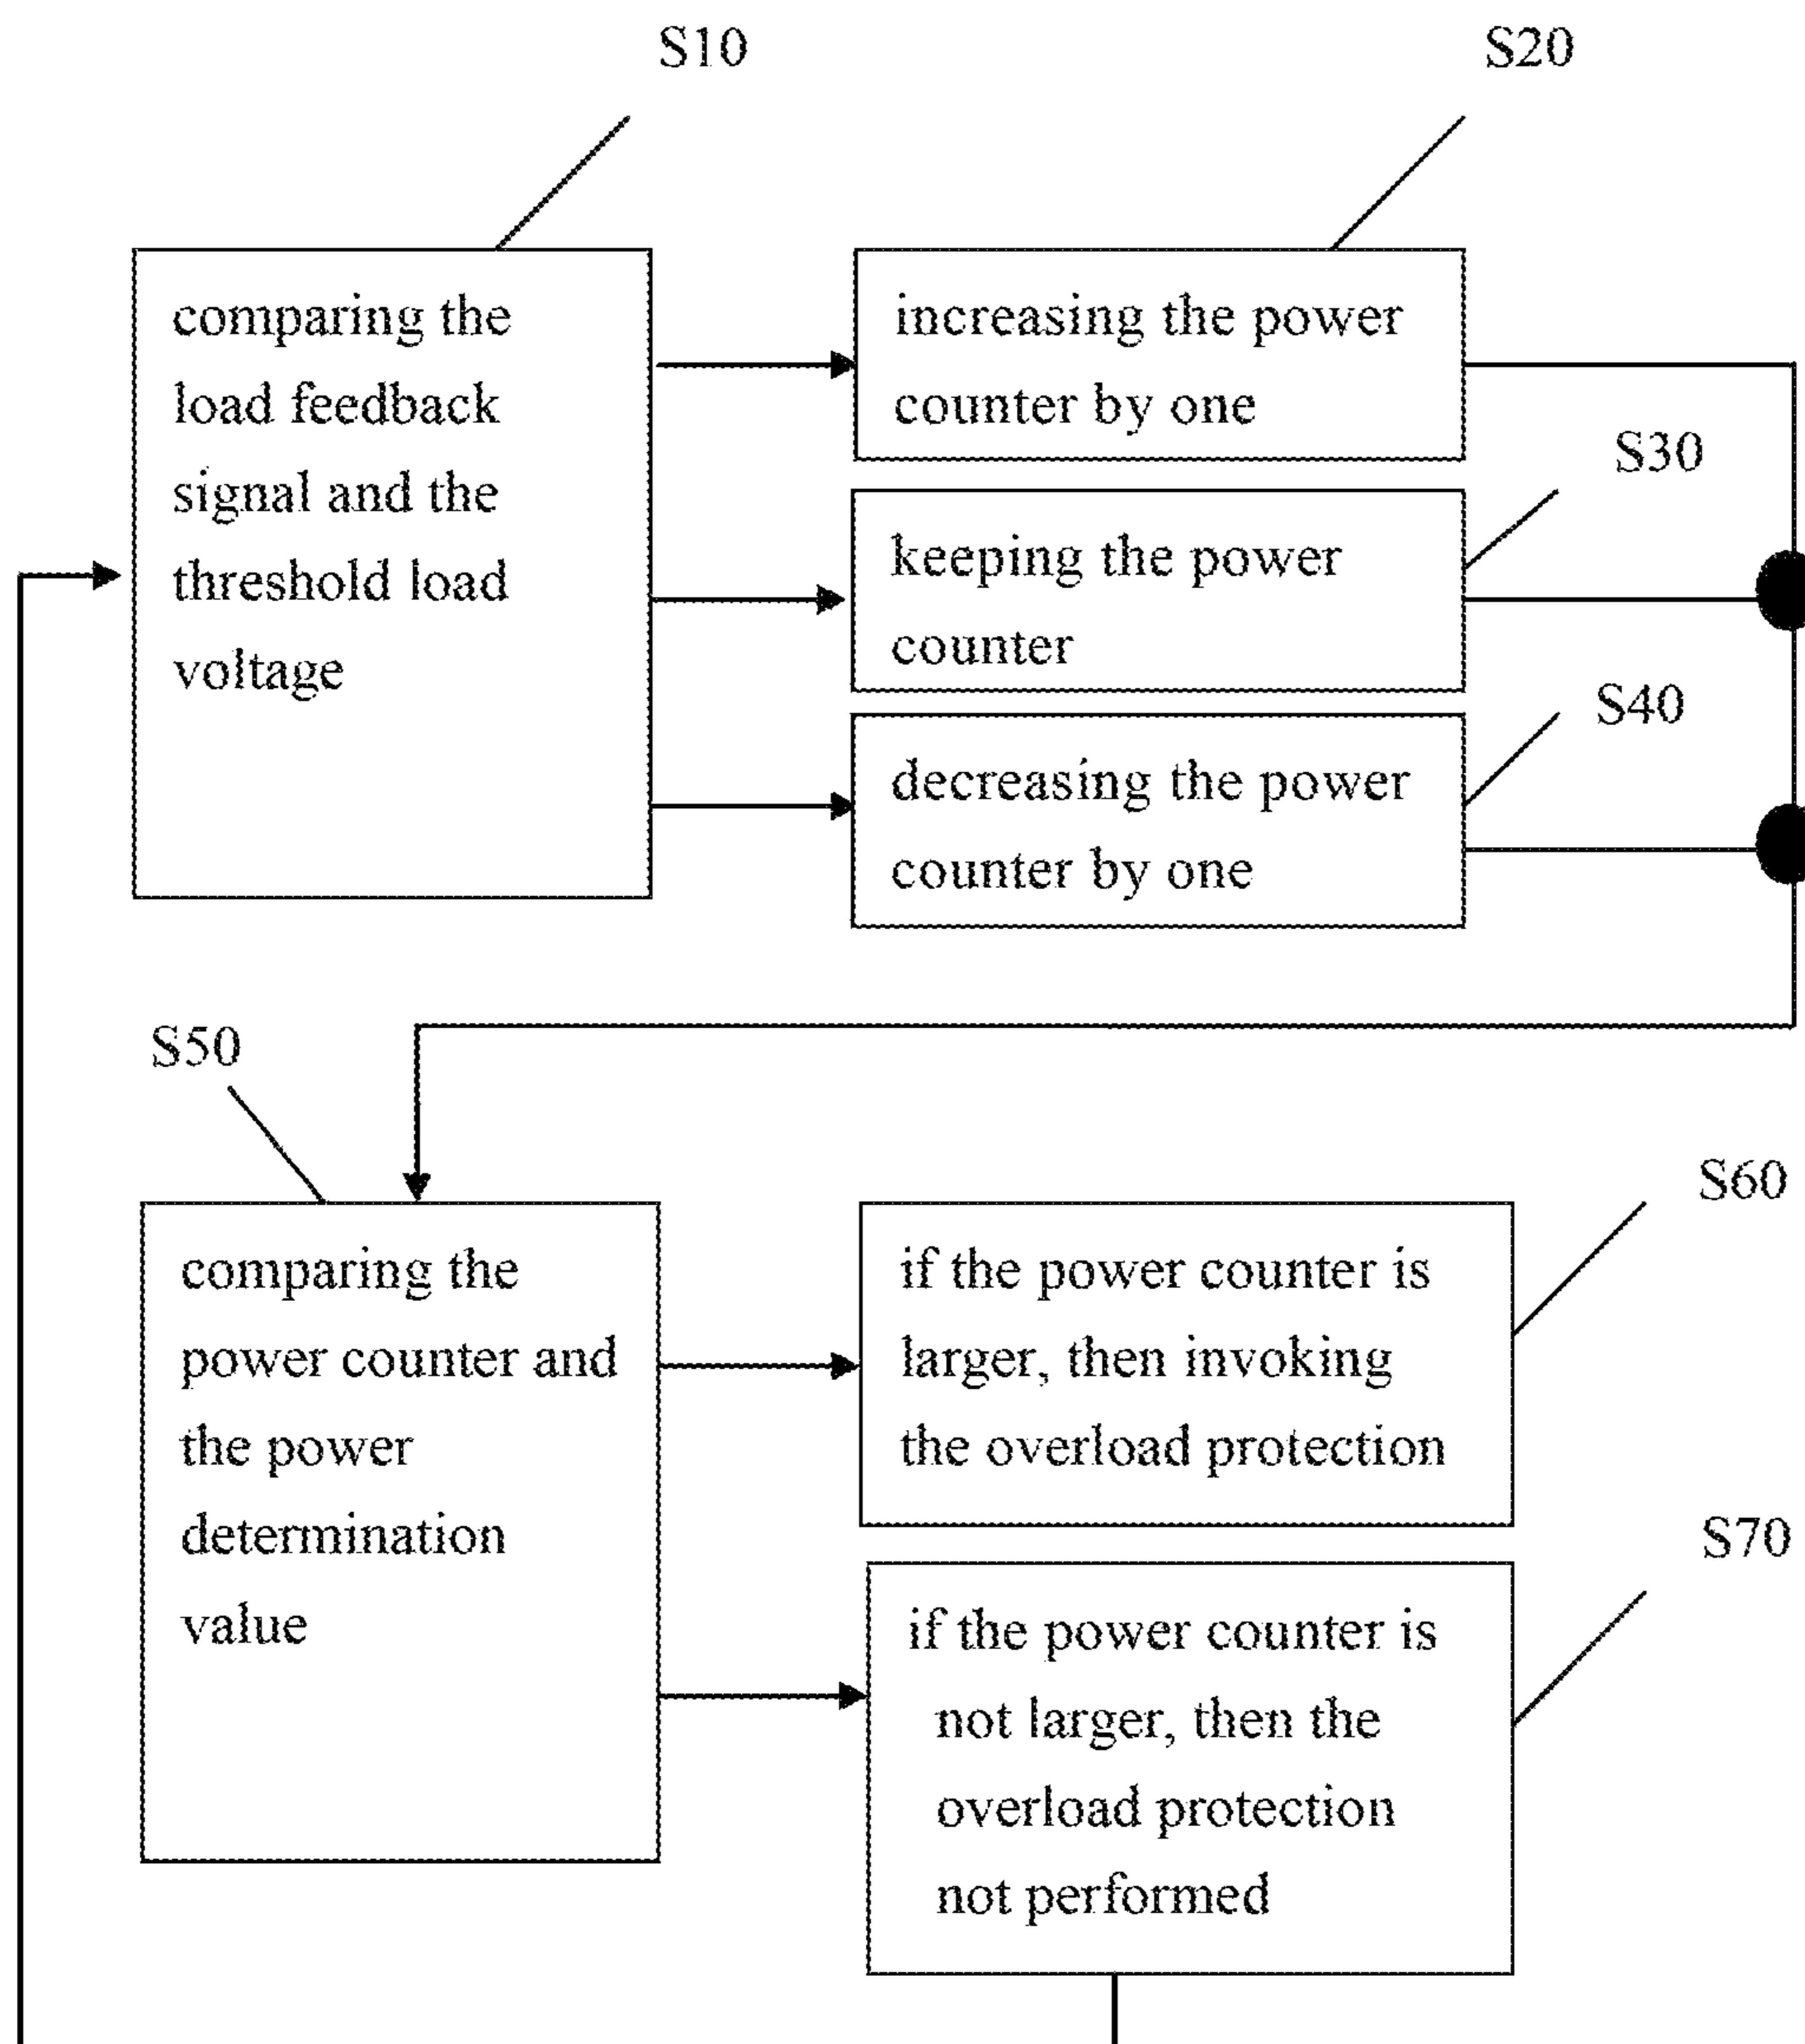 S10
S20
comparing the
load feedback
signal and the
threshold load
voltage
increasing the power
counter by one
S30
keeping the power
counter
S40
decreasing the power
counter by one
S50
comparing the
power counter and
the power
determination
value
S60
if the power counter is
larger, then invoking
the overload protection
S70
if the power counter is
not larger, then the
overload protection
not performed